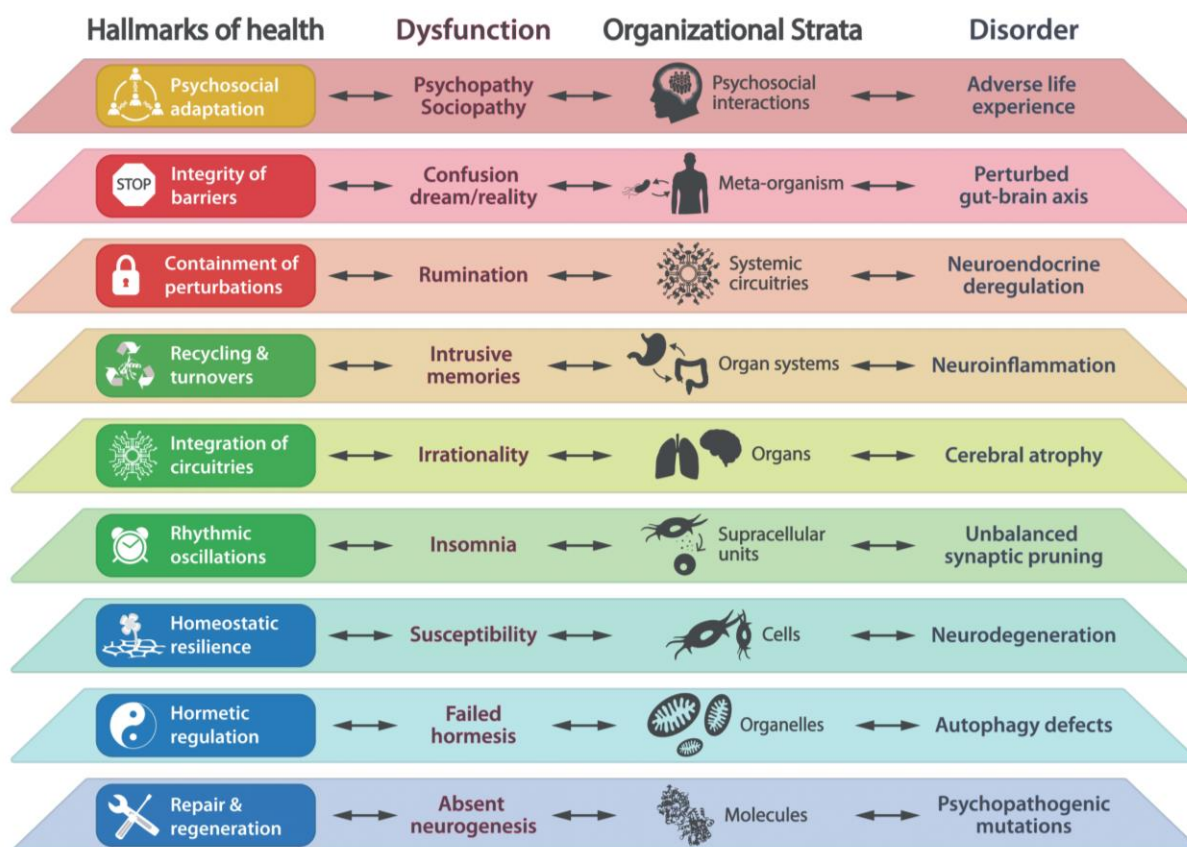 Hallmarks of health Dysfunction Organizational Strata Disorder
Psychosocial
adaptation
Psychopathy
Sociopathy
Psychosocial
interactions
Adverse life
experience
STOP
Integrity of
barriers
Confusion
dream/reality
Meta-organism
Perturbed
gut-brain axis
Containment of
perturbations
Rumination
Systemic
circuitries
Neuroendocrine
deregulation
Recycling &
turnovers
Intrusive
memories
Organ systems
Neuroinflammation
Integration of
circuitries
Irrationality
Organs
Cerebral atrophy
Rhythmic
oscillations
Insomnia
Supracellular
units
Unbalanced
synaptic pruning
Homeostatic
resilience
Susceptibility
Cells
Neurodegeneration
Hormetic
regulation
Failed
hormesis
Organelles
Autophagy defects
Repair &
regeneration
Absent
neurogenesis
Molecules
Psychopathogenic
mutations